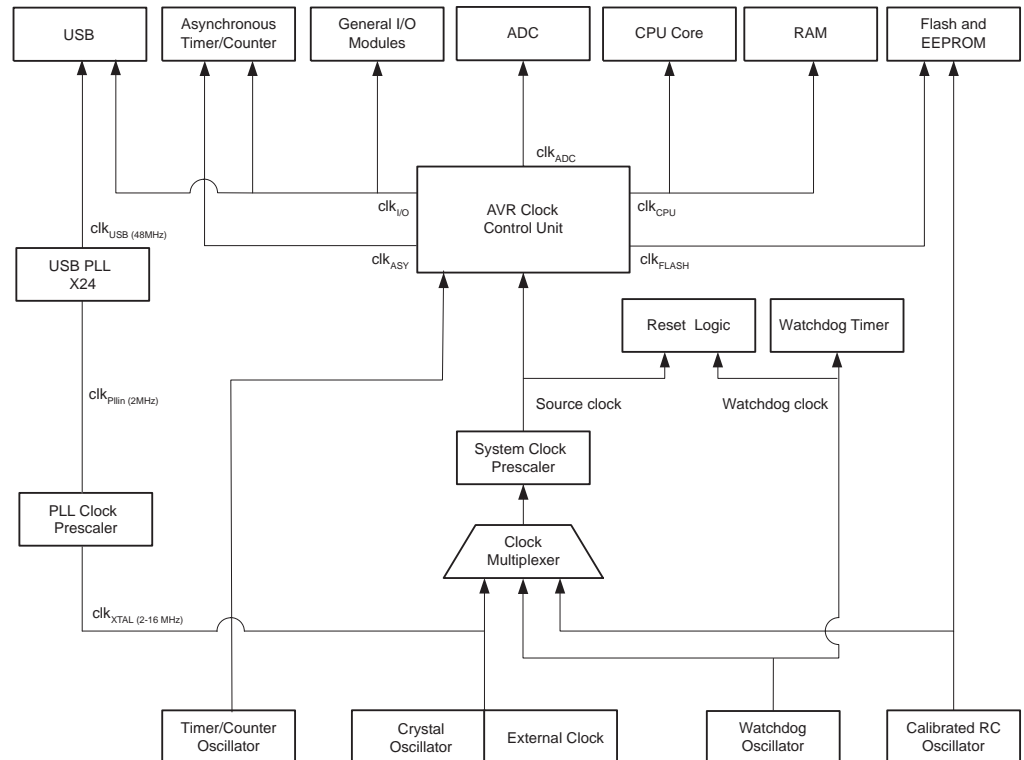 USB
Asynchronous
Timer/Counter
General I/O
Modules
ADC
CPU Core
RAM
Flash and
EEPROM
clkADC
clkI/O
AVR Clock
Control Unit
clkCPU
clkUSB (48MHz)
clkASY
clkFLASH
USB PLL
X24
Reset Logic
Watchdog Timer
clkPllin (2MHz)
Source clock
Watchdog clock
System Clock
Prescaler
PLL Clock
Prescaler
Clock
Multiplexer
clkXTAL (2-16 MHz)
Timer/Counter
Oscillator
Crystal
Oscillator
External Clock
Watchdog
Oscillator
Calibrated RC
Oscillator